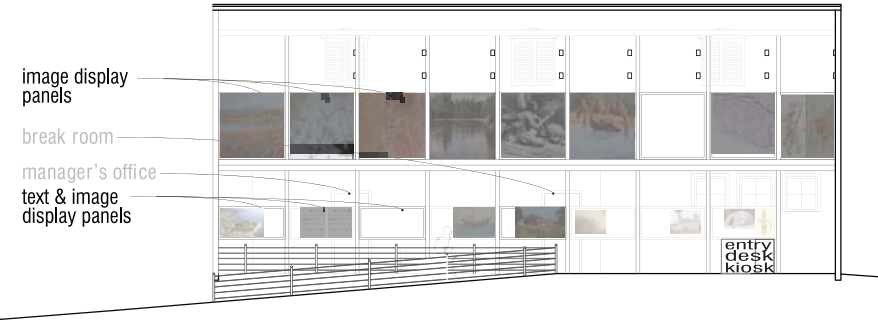 image display
panels
break room
manager's office
text & image
display panels
entry
desk
kiosk